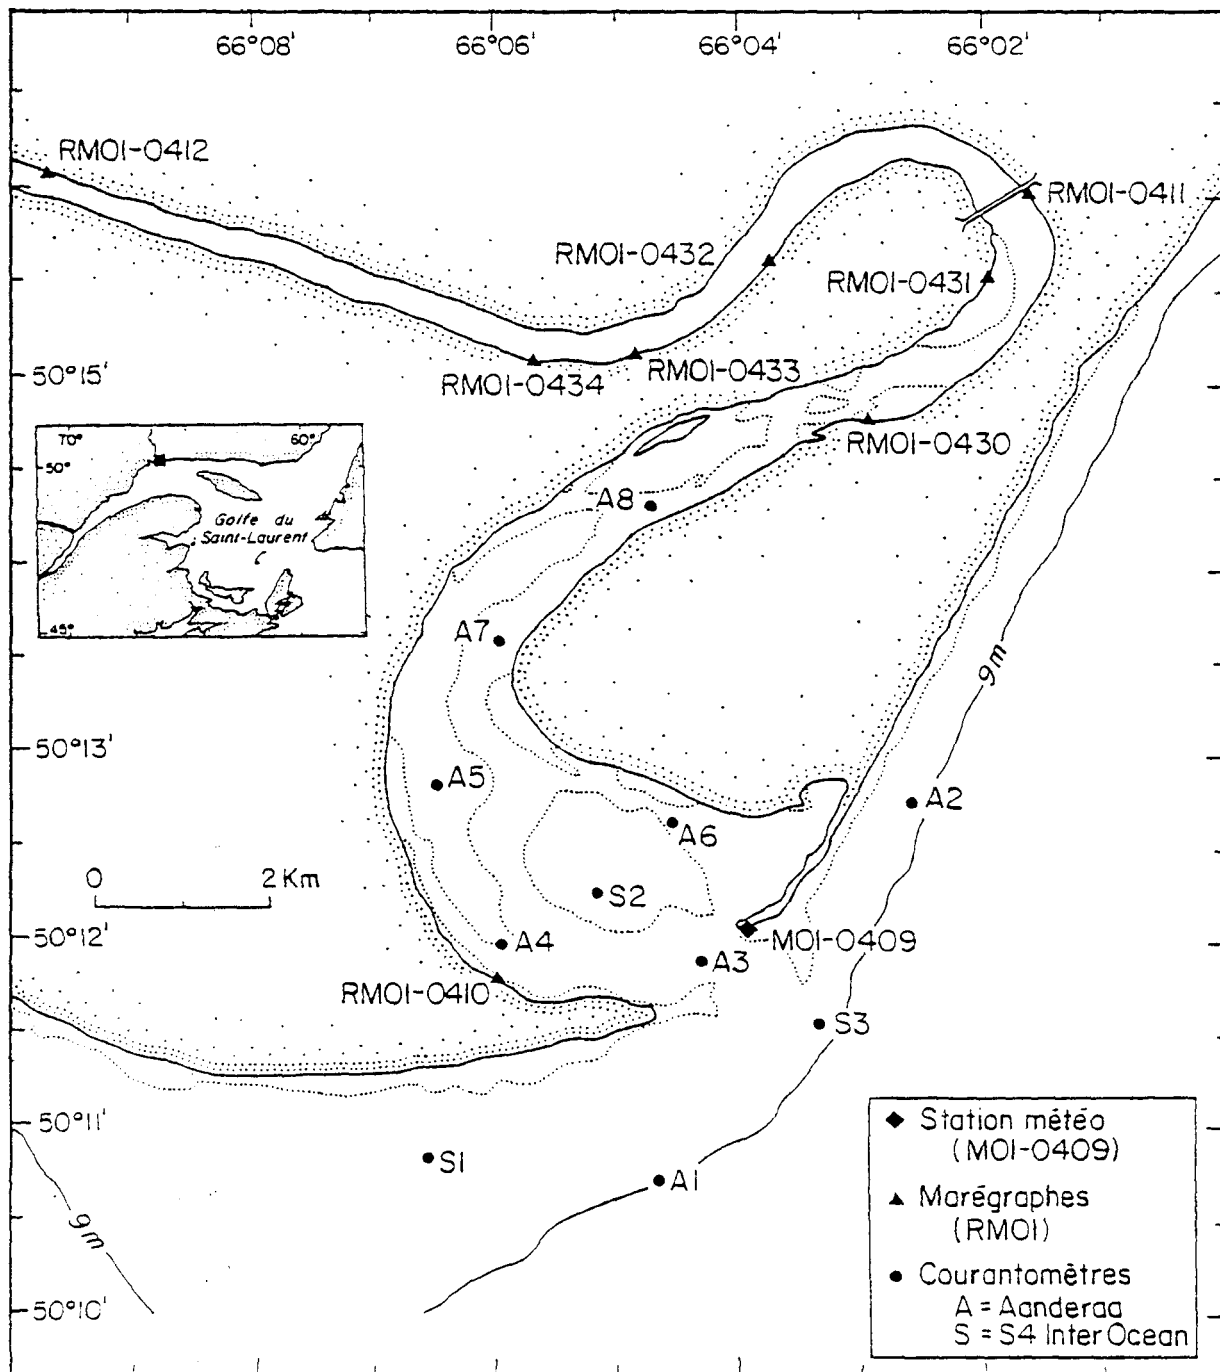 66°08' 66°06' 66°04' 66°02'
RMOI-0412
RMOI-0411
RMOI-0432
RMOI-0431
50°15'
RMOI-0434
RMOI-0433
RMOI-0430
70° 60°
50°
Golfe du
Saint-Laurent
45°
A8
A7
9m
50°13'
A5
A2
A6
0 2 Km
S2
50°12'
A4
MOI-0409
A3
RMOI-0410
S3
50°11'
S1
A1
9m
50°10'
Station météo
(MOI-0409)
Marégraphes
(RMOI)
Courantomètres
A = Aanderaa
S = S4 InterOcean